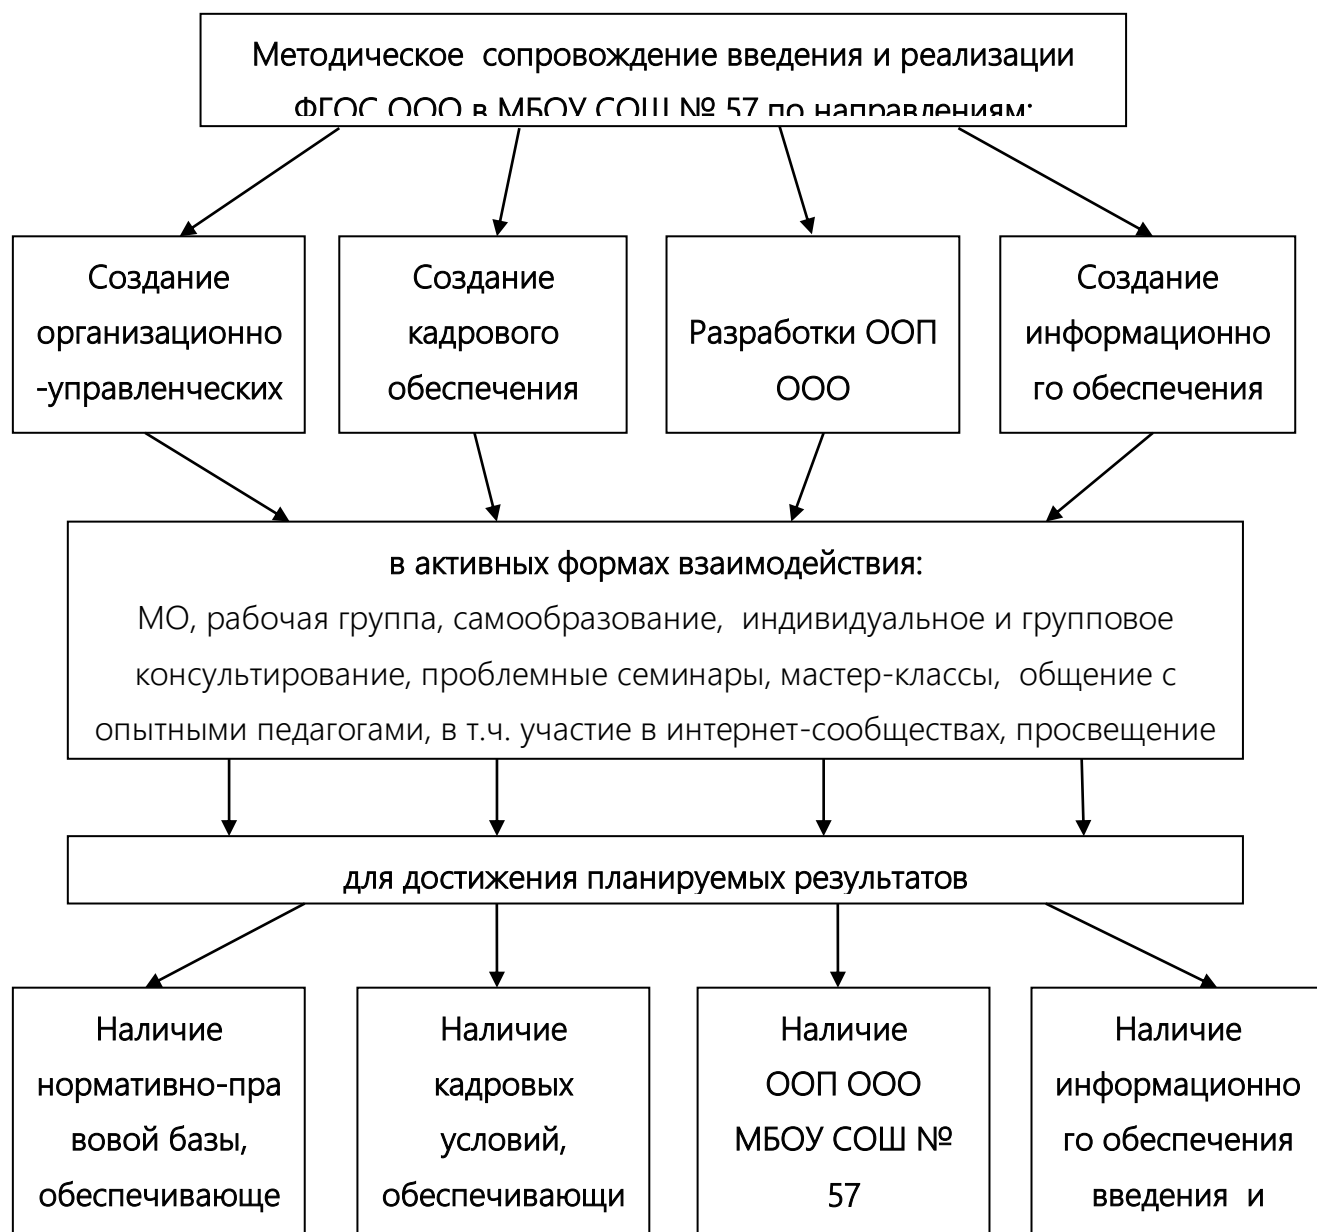 Методическое сопровождение введения и реализации
ФГОС ООО в МБОУ СОШ № 57 по направлениям:
Создание
организационно
-управленческих
Создание
кадрового
обеспечения
Разработки ООП
ООО
Создание
информационно
го обеспечения
в активных формах взаимодействия:
МО, рабочая группа, самообразование, индивидуальное и групповое
консультирование, проблемные семинары, мастер-классы, общение с
опытными педагогами, в т.ч. участие в интернет-сообществах, просвещение
для достижения планируемых результатов
Наличие
нормативно-пра
вовой базы,
обеспечивающе
Наличие
кадровых
условий,
обеспечивающи
Наличие
ООП ООО
МБОУ СОШ №
57
Наличие
информационно
го обеспечения
введения и